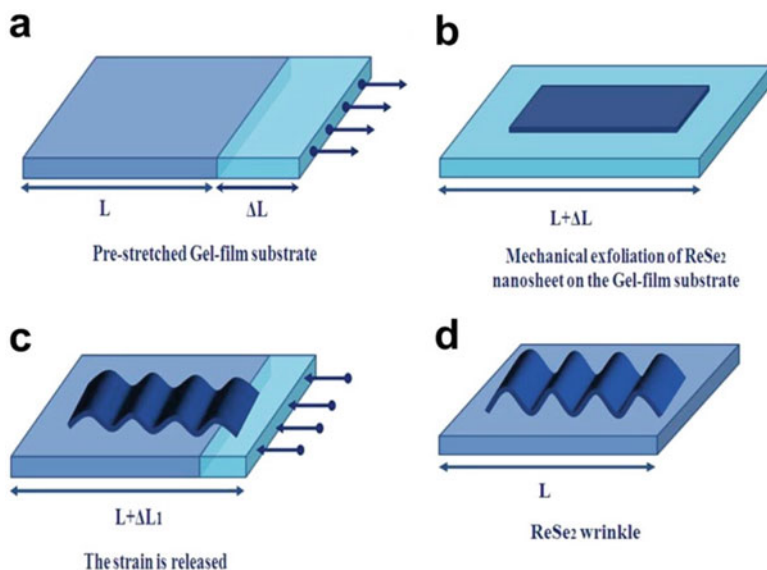 a
L
ΔL
Pre-stretched Gel-film substrate
b
L+ΔL
Mechanical exfoliation of ReSe₂
nanosheet on the Gel-film substrate
c
L+ΔL₁
The strain is released
d
L
ReSe₂ wrinkle